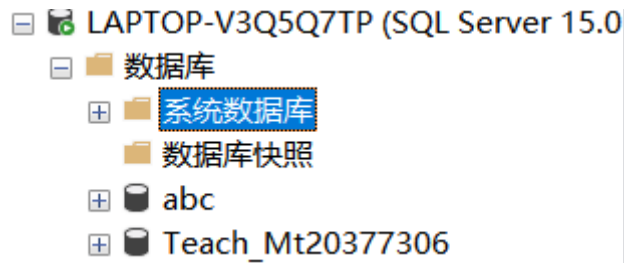 LAPTOP-V3Q5Q7TP (SQL Server 15.0
数据库
系统数据库
数据库快照
abc
Teach_Mt20377306